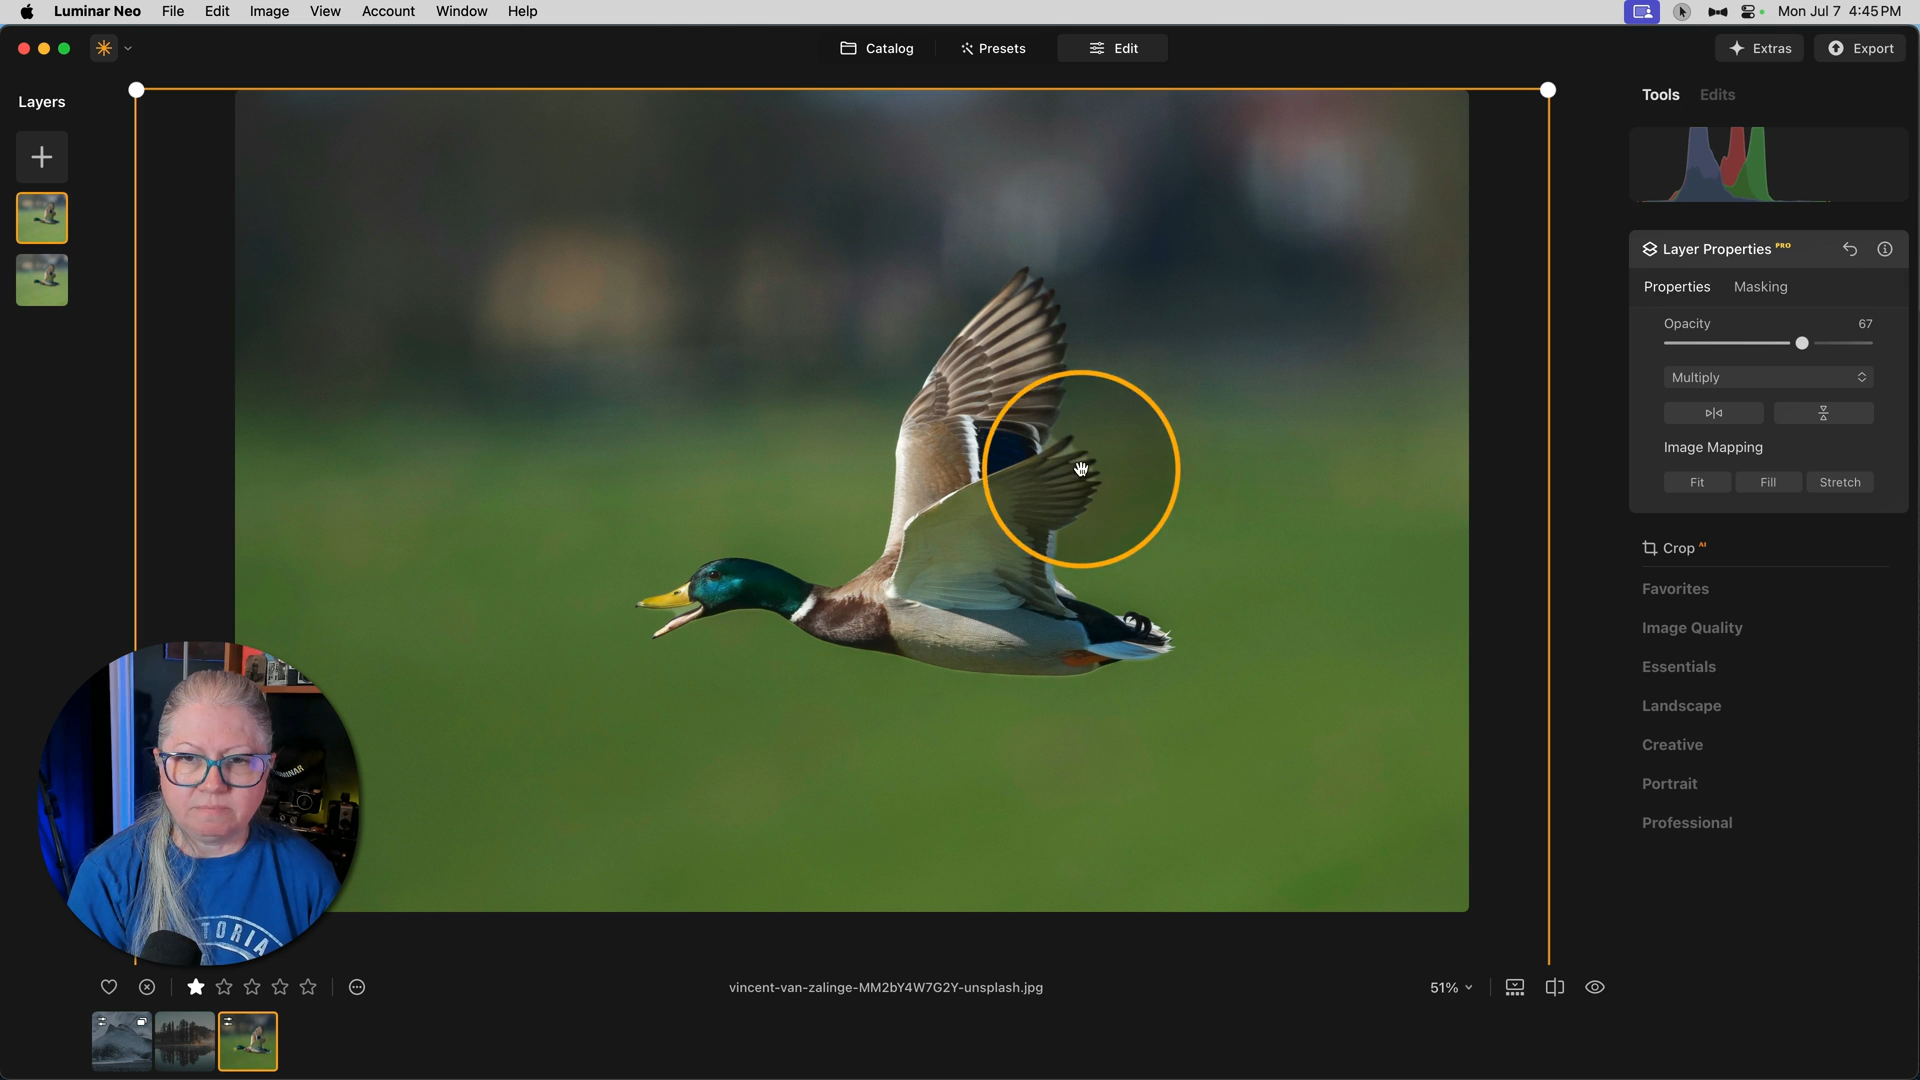 Luminar Neo File Edit Image View Account Window Help
Mon Jul 7 4:45 PM
Catalog Presets Edit
Extras Export
Layers
Tools Edits
Layer Properties PRO
Properties Masking
Opacity 67
Multiply
Image Mapping
Fit Fill Stretch
Crop AI
Favorites
Image Quality
Essentials
Landscape
Creative
Portrait
Professional
TORIA
vincent-van-zalinge-MM2bY4W7G2Y-unsplash.jpg
51%